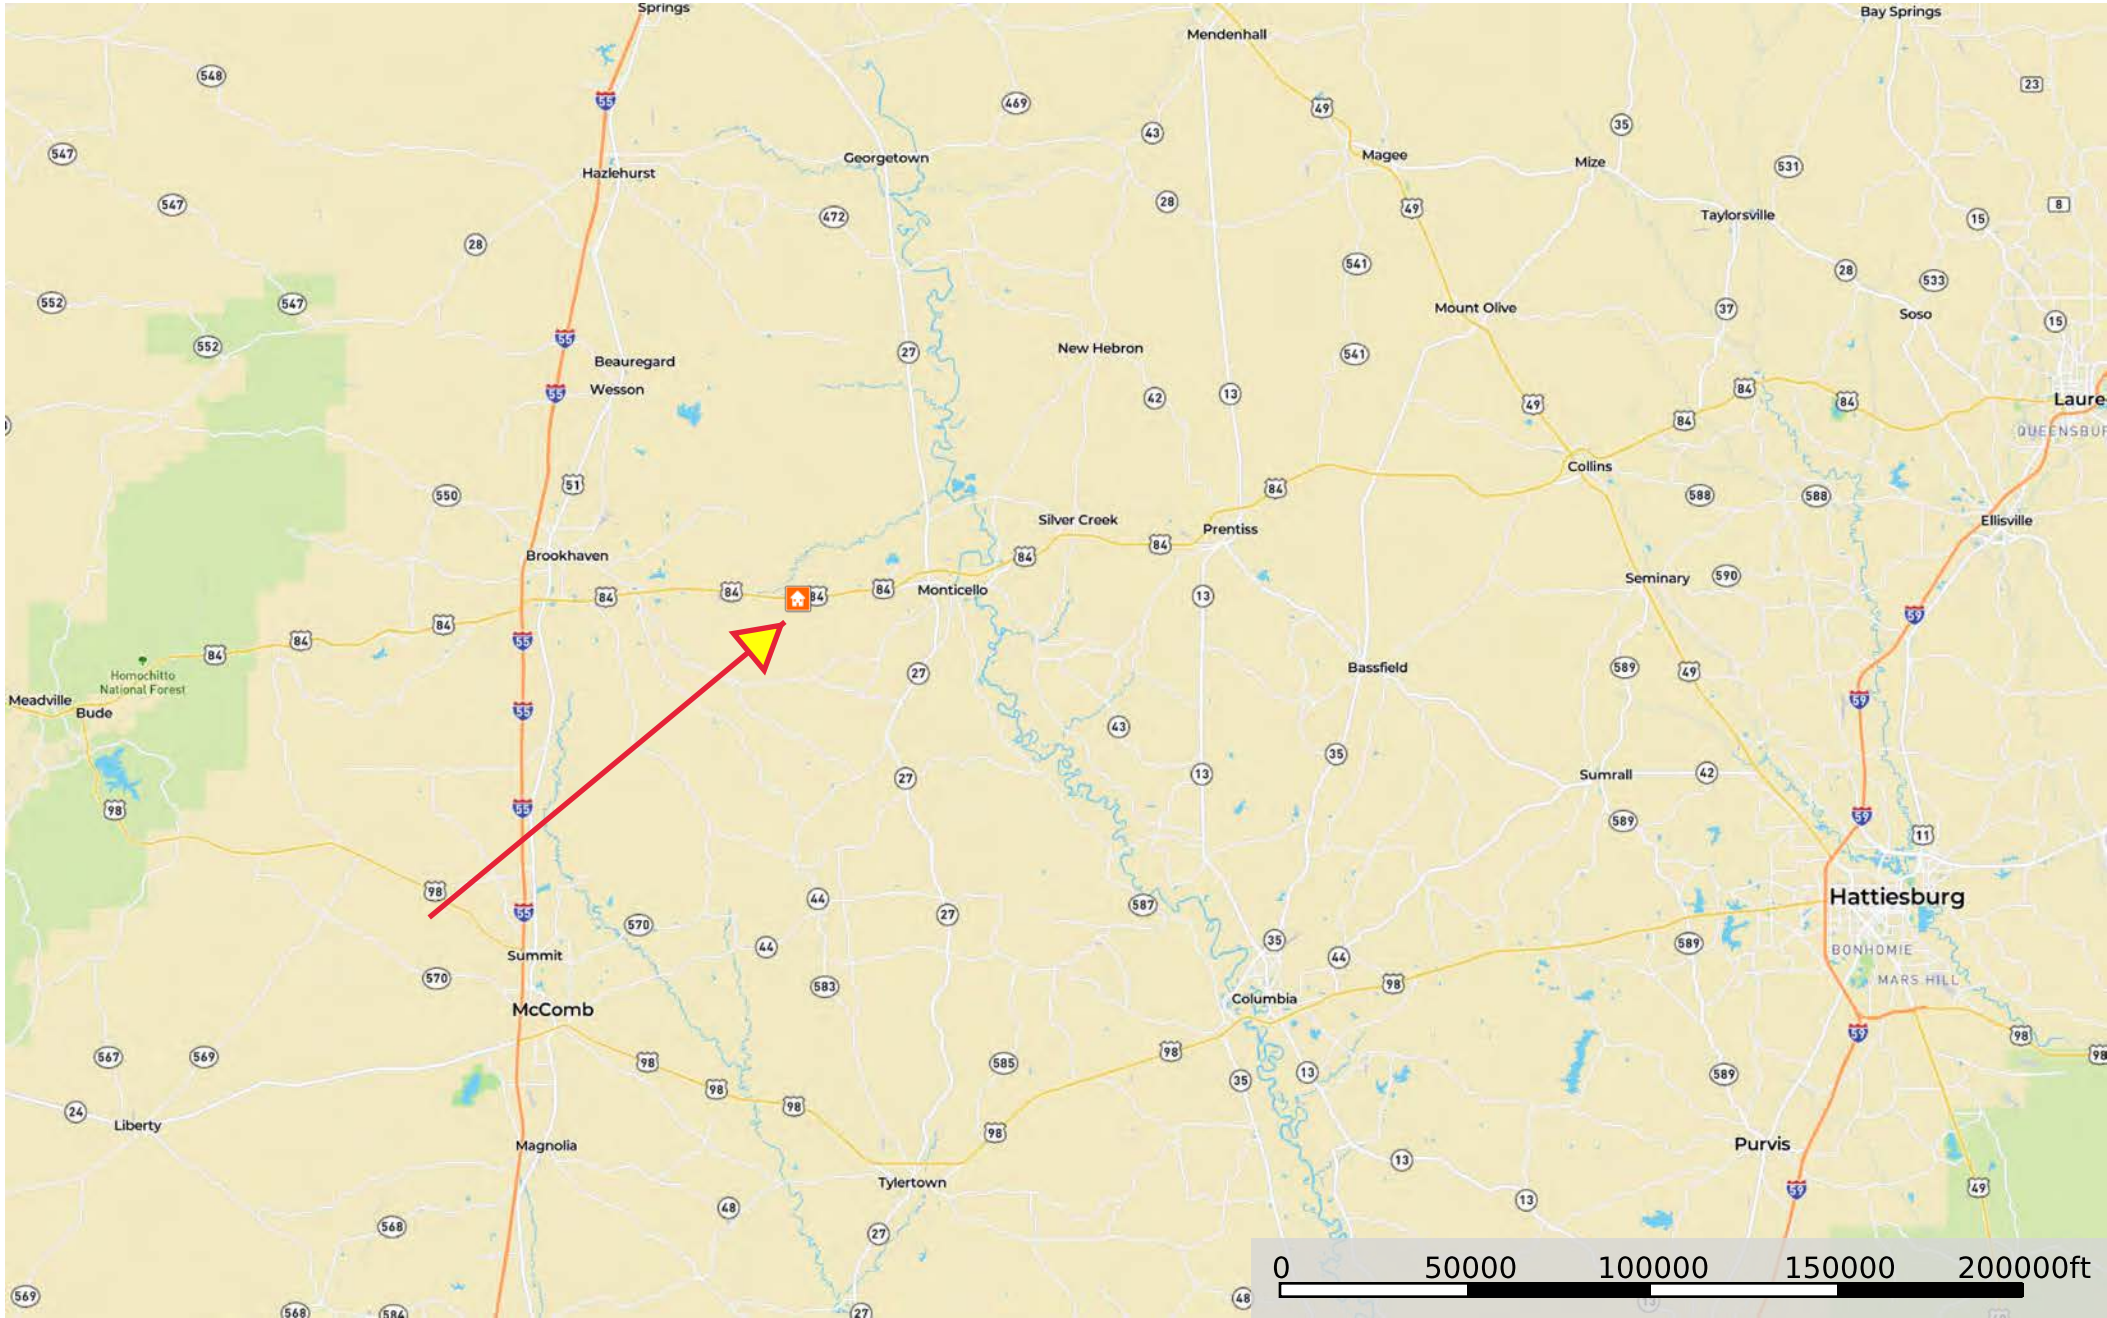 Springs
Bay Springs
Mendenhall
548
23
55
469
49
43
35
547
Georgetown
Magee
Mize
531
Hazlehurst
547
28
49
8
472
Taylorsville
15
28
541
28
533
552
547
37
Mount Olive
Soso
15
55
552
27
New Hebron
541
Beauregard
Wesson
55
42
13
49
84
84
84
Laure
QUEENSBUR
51
550
84
Collins
588
588
Silver Creek
Prentiss
Ellisville
Brookhaven
84
84
Seminary
590
84
84
84
84
Monticello
13
59
84
84
84
55
Homochitto
National Forest
27
Bassfield
589
49
Meadville
Bude
55
59
43
35
27
13
Sumrall
42
98
55
59
589
11
98
44
587
Hattiesburg
55
27
570
35
44
589
BONHOMIE
Summit
44
570
583
98
MARS HILL
McComb
Columbia
59
98
98
567
569
98
585
98
98
35
13
589
24
98
Liberty
98
98
Magnolia
Purvis
13
Tylertown
59
49
48
13
568
27
0 50000 100000 150000 200000ft
569
48
13
568
584
27